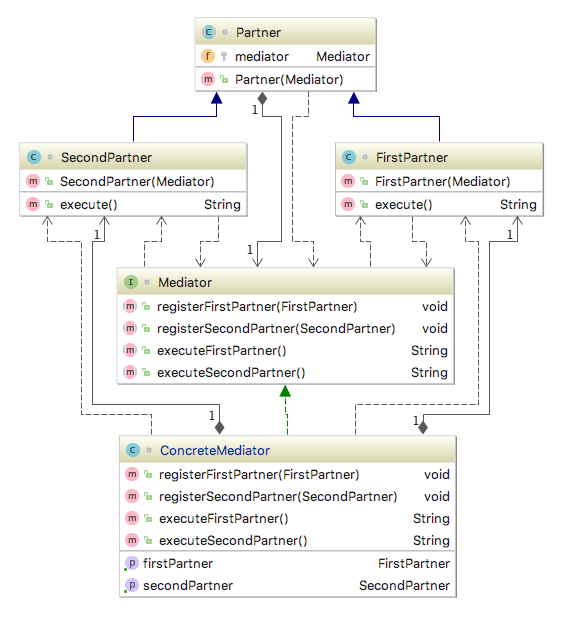 C Partner
f mediator Mediator
m Partner(Mediator)
1
C SecondPartner
m SecondPartner(Mediator)
m execute() String
C FirstPartner
m FirstPartner(Mediator)
m execute() String
1
1
1
I Mediator
m registerFirstPartner(FirstPartner) void
m registerSecondPartner(SecondPartner) void
m executeFirstPartner() String
m executeSecondPartner() String
1
1
C ConcreteMediator
m registerFirstPartner(FirstPartner) void
m registerSecondPartner(SecondPartner) void
m executeFirstPartner() String
m executeSecondPartner() String
p firstPartner FirstPartner
p secondPartner SecondPartner